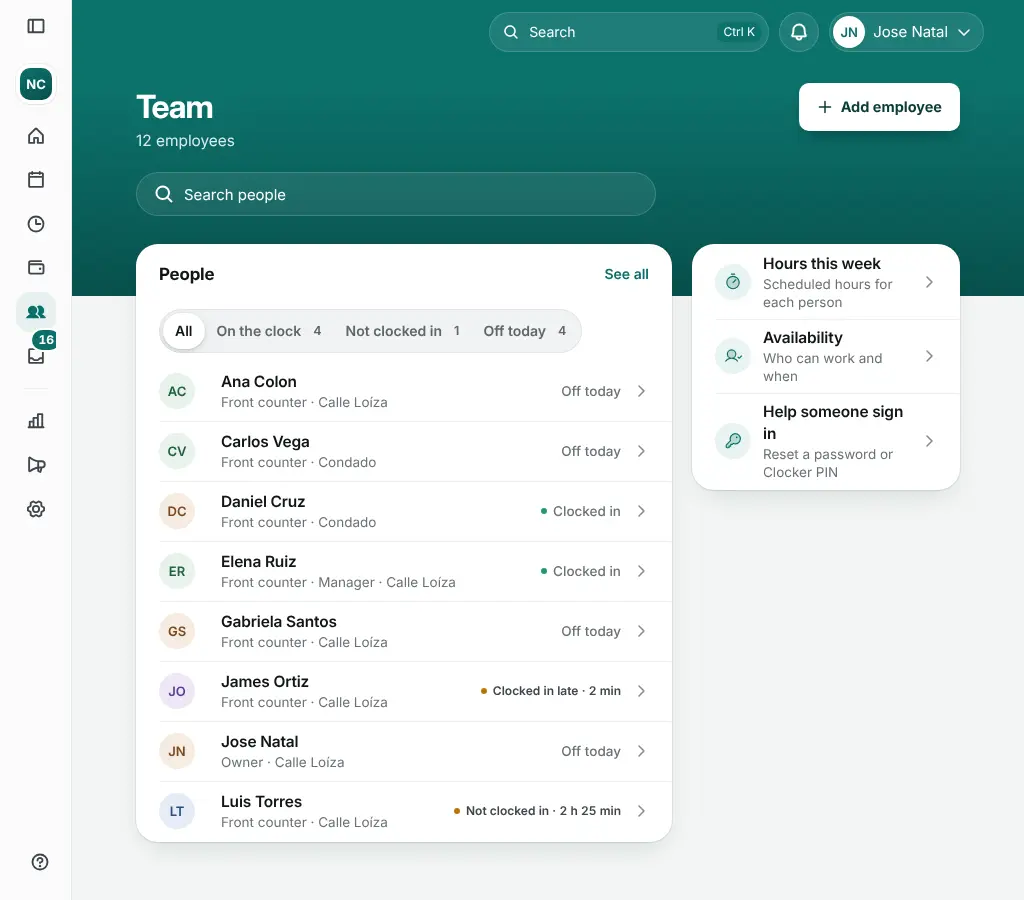 Search
Ctrl K
JN
Jose Natal
NC
16
Team
12 employees
Add employee
Search people
People
See all
All
On the clock 4
Not clocked in 1
Off today 4
AC
Ana Colon
Front counter · Calle Loíza
Off today
CV
Carlos Vega
Front counter · Condado
Off today
DC
Daniel Cruz
Front counter · Condado
Clocked in
ER
Elena Ruiz
Front counter · Manager · Calle Loíza
Clocked in
GS
Gabriela Santos
Front counter · Calle Loíza
Off today
JO
James Ortiz
Front counter · Calle Loíza
Clocked in late · 2 min
JN
Jose Natal
Owner · Calle Loíza
Off today
LT
Luis Torres
Front counter · Calle Loíza
Not clocked in · 2 h 25 min
Hours this week
Scheduled hours for
each person
Availability
Who can work and
when
Help someone sign
in
Reset a password or
Clocker PIN